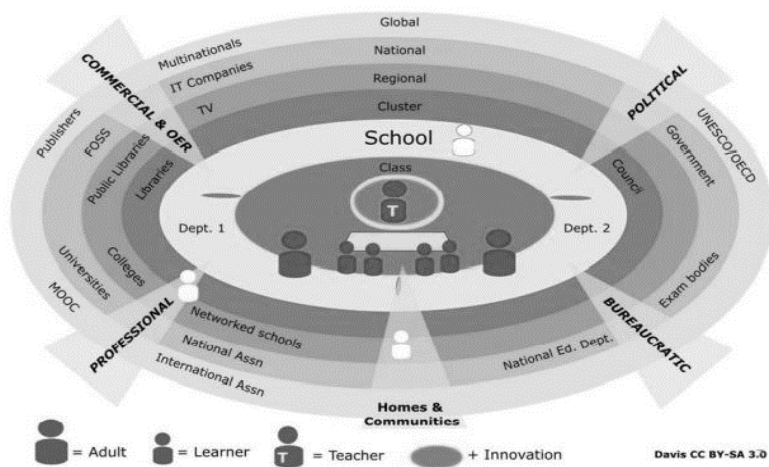 Global
National
Regional
Cluster
School
Class
T
Dept. 1
Dept. 2
COMMERCIAL & OER
Multinationals
IT Companies
TV
Publishers
FOSS
Public Libraries
Libraries
POLITICAL
UNESCO/OECD
Government
Council
PROFESSIONAL
Universities
Colleges
MOOC
Networked schools
National Assn
International Assn
BUREAUCRATIC
Exam bodies
National Ed. Dept.
Homes &
Communities
= Adult
= Learner
T = Teacher
+ Innovation
Davis CC BY-SA 3.0